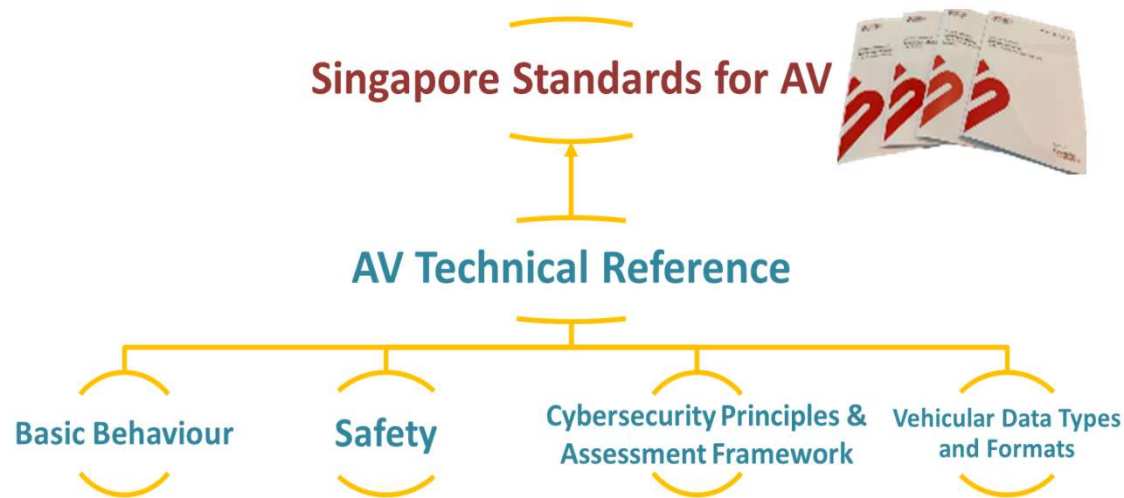 Singapore Standards for AV
AV Technical Reference
Basic Behaviour
Safety
Cybersecurity Principles &
Assessment Framework
Vehicular Data Types
and Formats